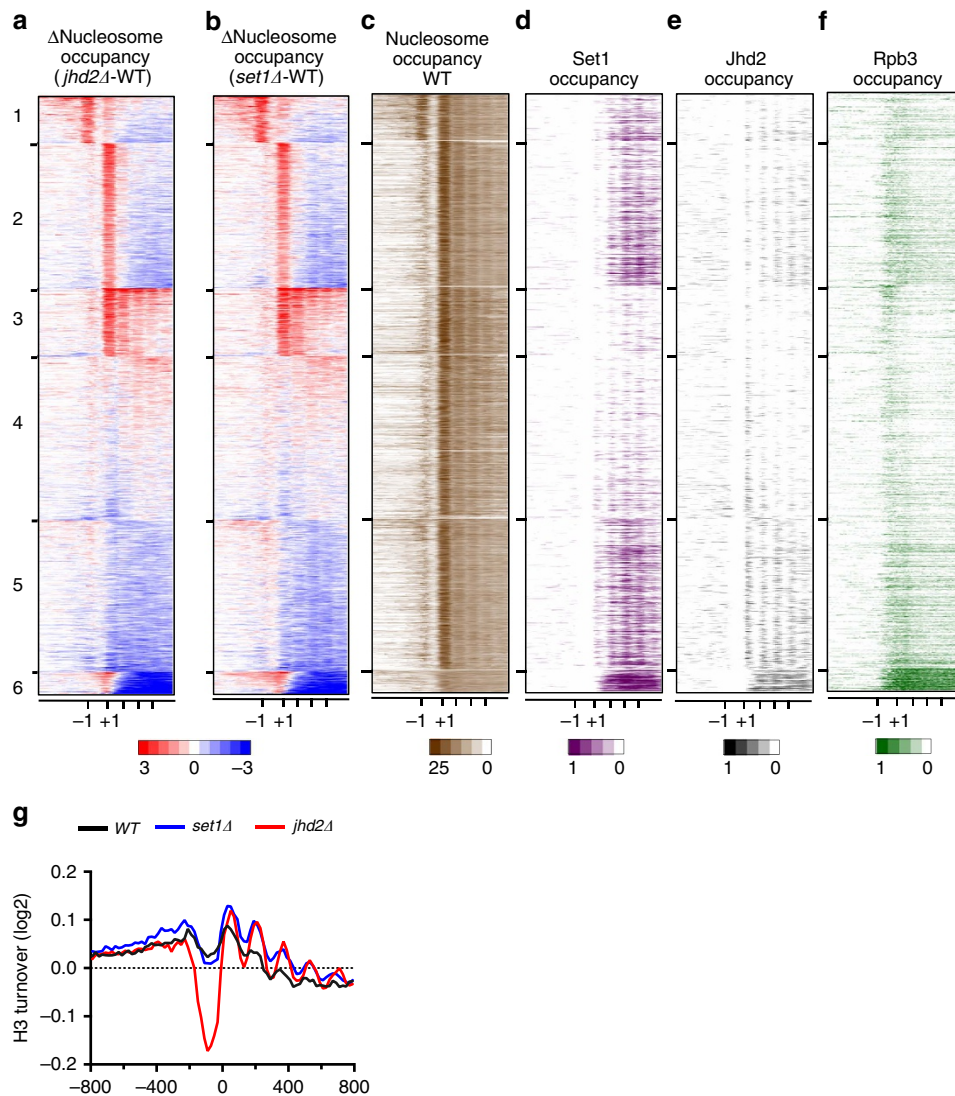 a
ΔNucleosome
occupancy
(jhd2Δ-WT)
b
ΔNucleosome
occupancy
(set1Δ-WT)
c
Nucleosome
occupancy
WT
d
Set1
occupancy
e
Jhd2
occupancy
f
Rpb3
occupancy
1
2
3
4
5
6
−1 +1
−1 +1
−1 +1
−1 +1
−1 +1
−1 +1
3 0 −3
25 0
1 0
1 0
1 0
g
WT set1Δ jhd2Δ
H3 turnover (log2)
0.2
0.1
0.0
−0.1
−0.2
−800 −400 0 400 800